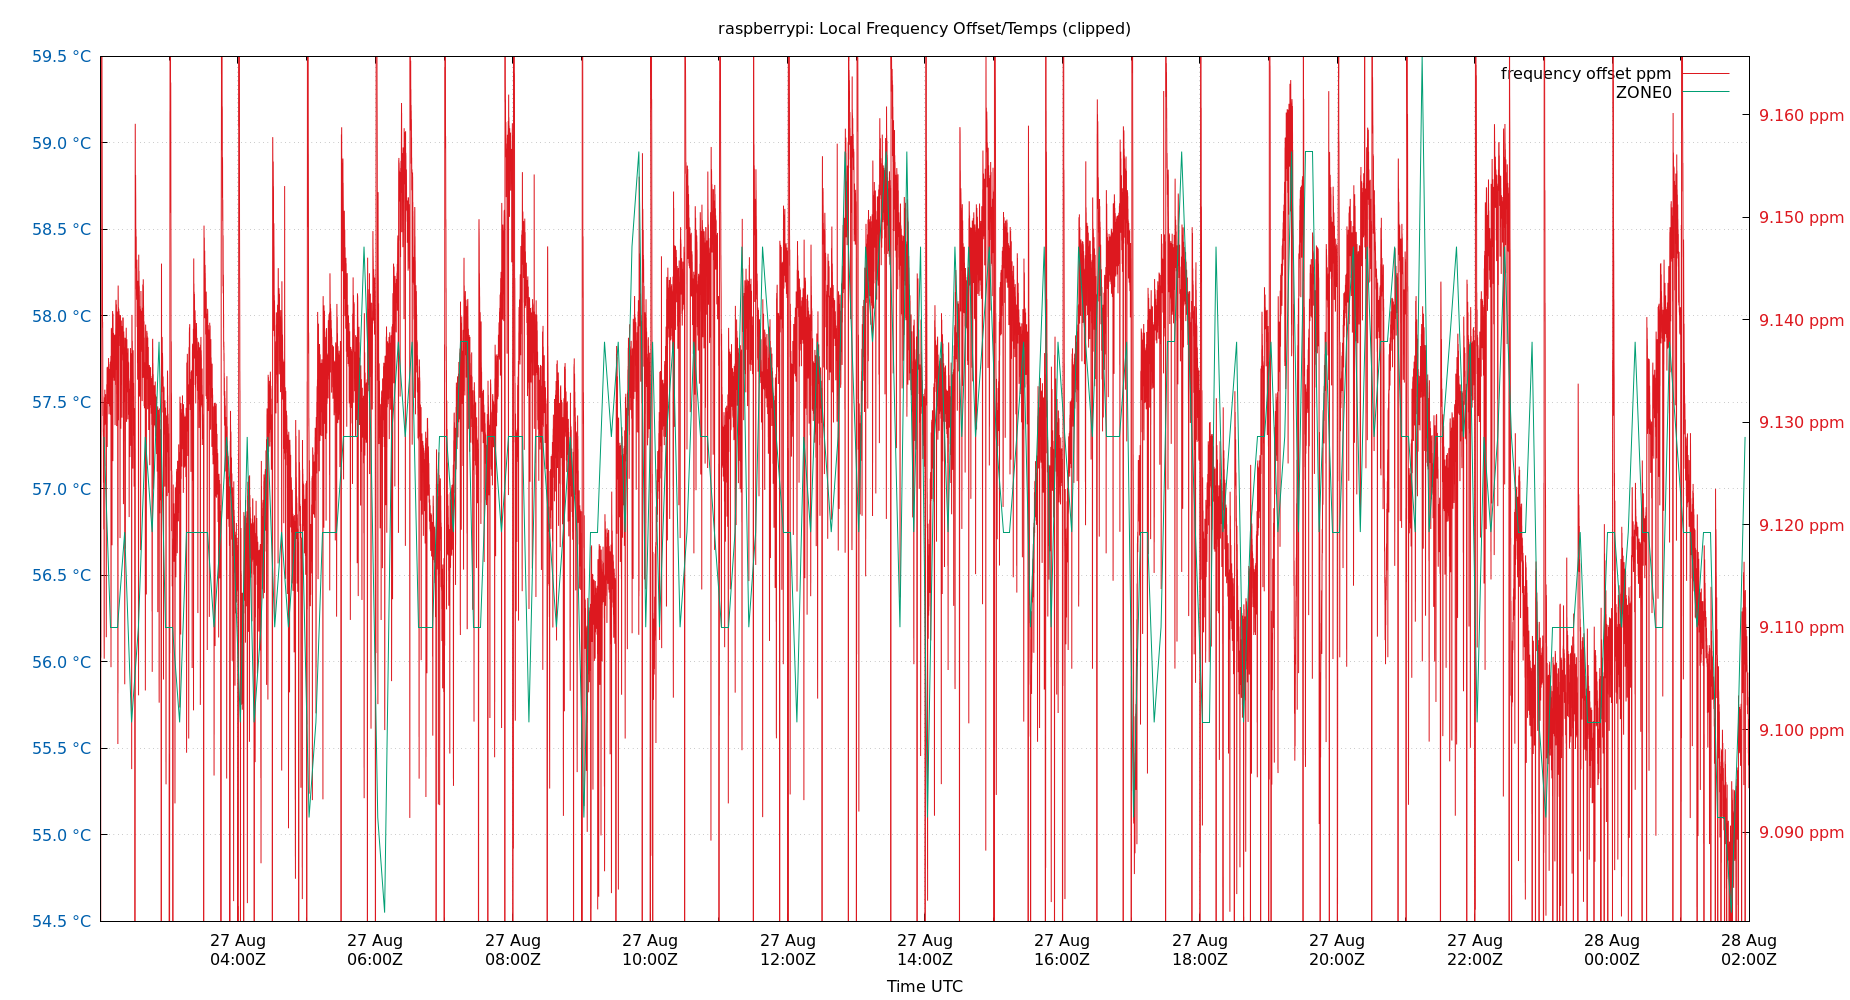 raspberrypi: Local Frequency Offset/Temps (clipped)
59.5 °C
59.0 °C
58.5 °C
58.0 °C
57.5 °C
57.0 °C
56.5 °C
56.0 °C
55.5 °C
55.0 °C
54.5 °C
frequency offset ppm
ZONE0
9.160 ppm
9.150 ppm
9.140 ppm
9.130 ppm
9.120 ppm
9.110 ppm
9.100 ppm
9.090 ppm
27 Aug 27 Aug 27 Aug 27 Aug 27 Aug 27 Aug 27 Aug 27 Aug 27 Aug 27 Aug 28 Aug 28 Aug
04:00Z 06:00Z 08:00Z 10:00Z 12:00Z 14:00Z 16:00Z 18:00Z 20:00Z 22:00Z 00:00Z 02:00Z
Time UTC